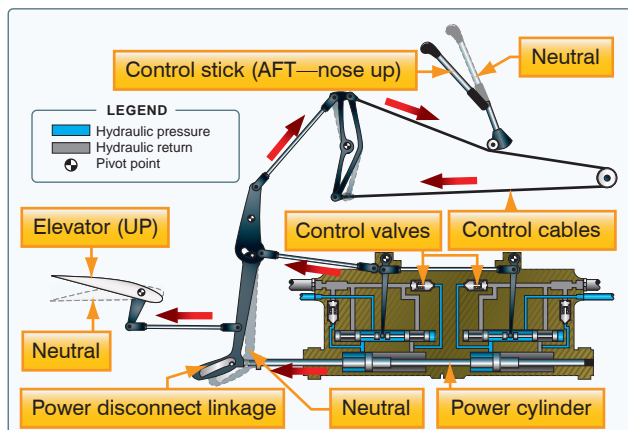 Control stick (AFT—nose up)
Neutral
LEGEND
Hydraulic pressure
Hydraulic return
Pivot point
Elevator (UP)
Control valves
Control cables
Neutral
Power disconnect linkage
Neutral
Power cylinder